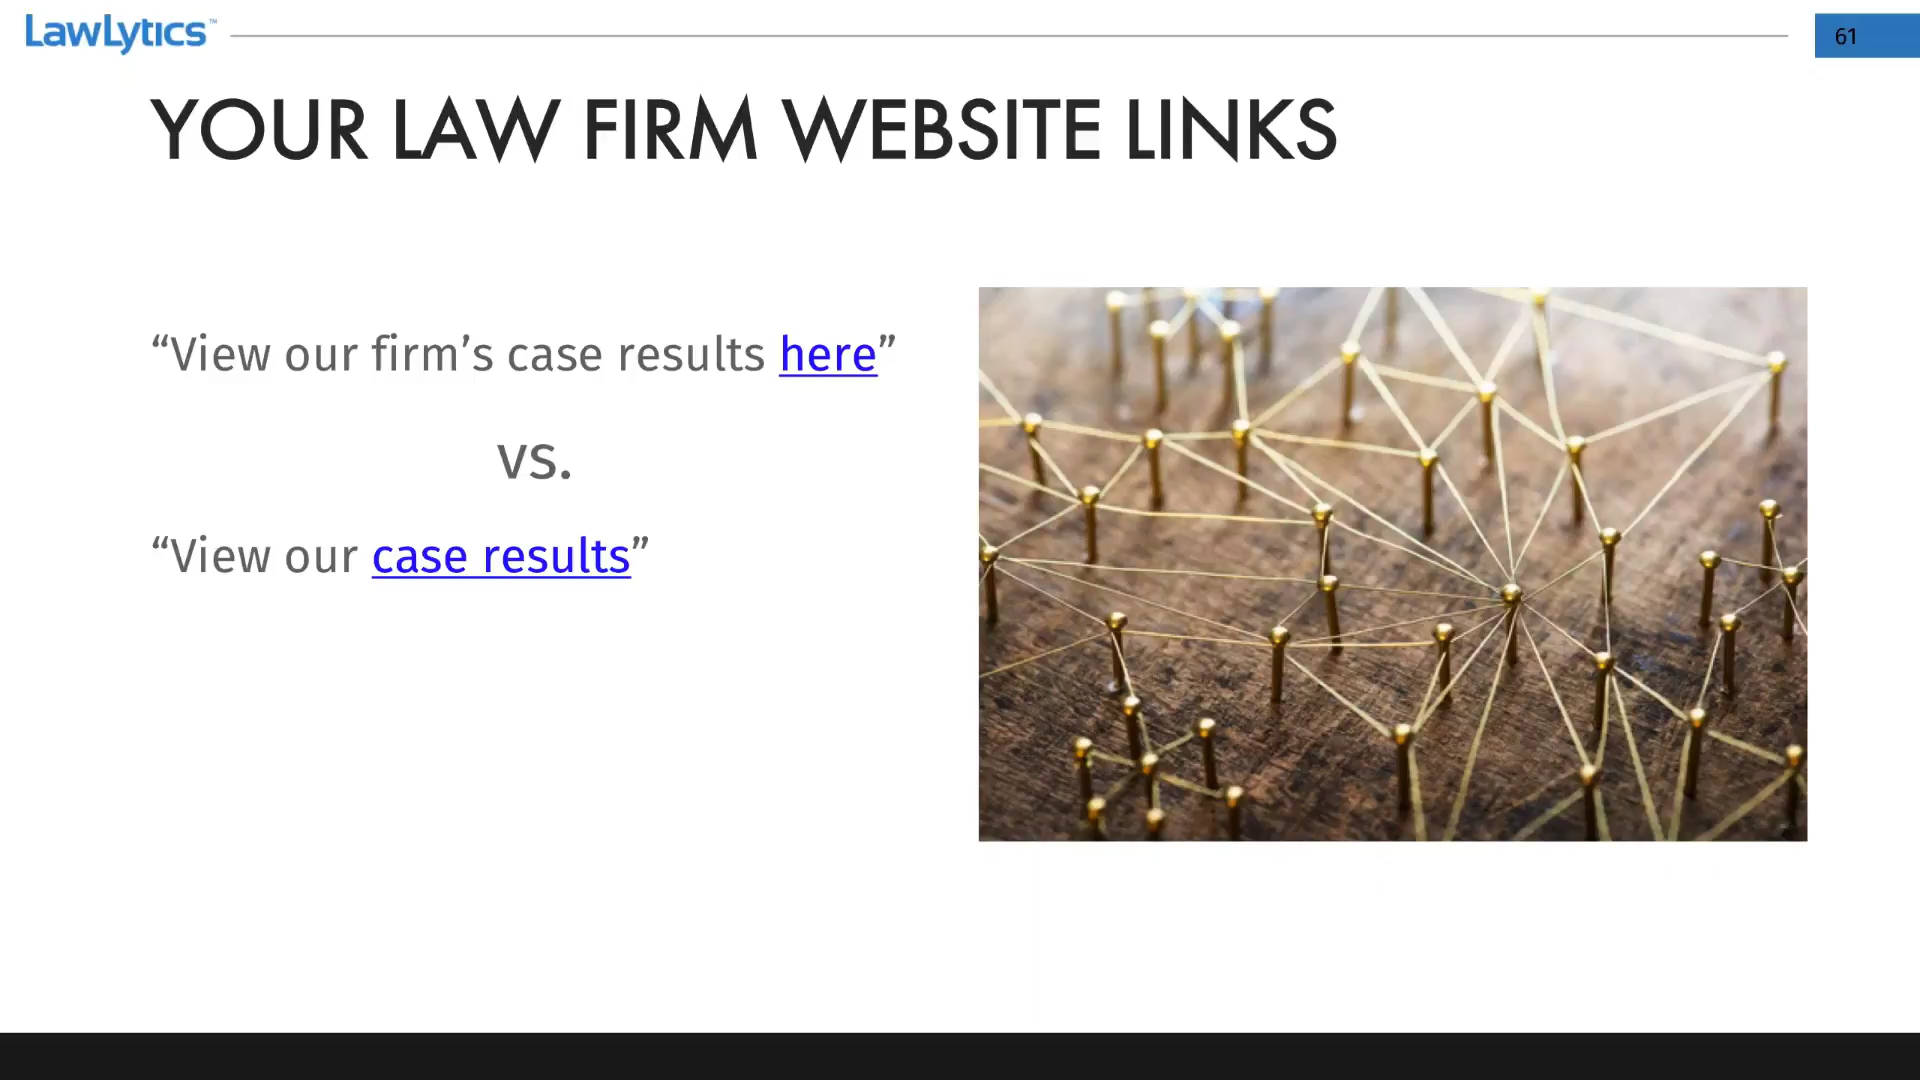 LawLytics™
61
YOUR LAW FIRM WEBSITE LINKS
“View our firm’s case results here”
vs.
“View our case results”